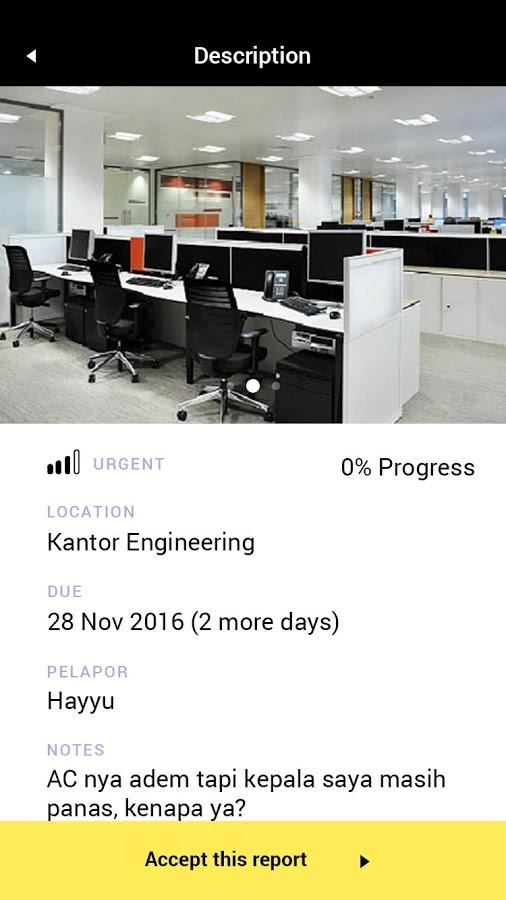 Description
URGENT
0% Progress
LOCATION
Kantor Engineering
DUE
28 Nov 2016 (2 more days)
PELAPOR
Hayyu
NOTES
AC nya adem tapi kepala saya masih
panas, kenapa ya?
Accept this report